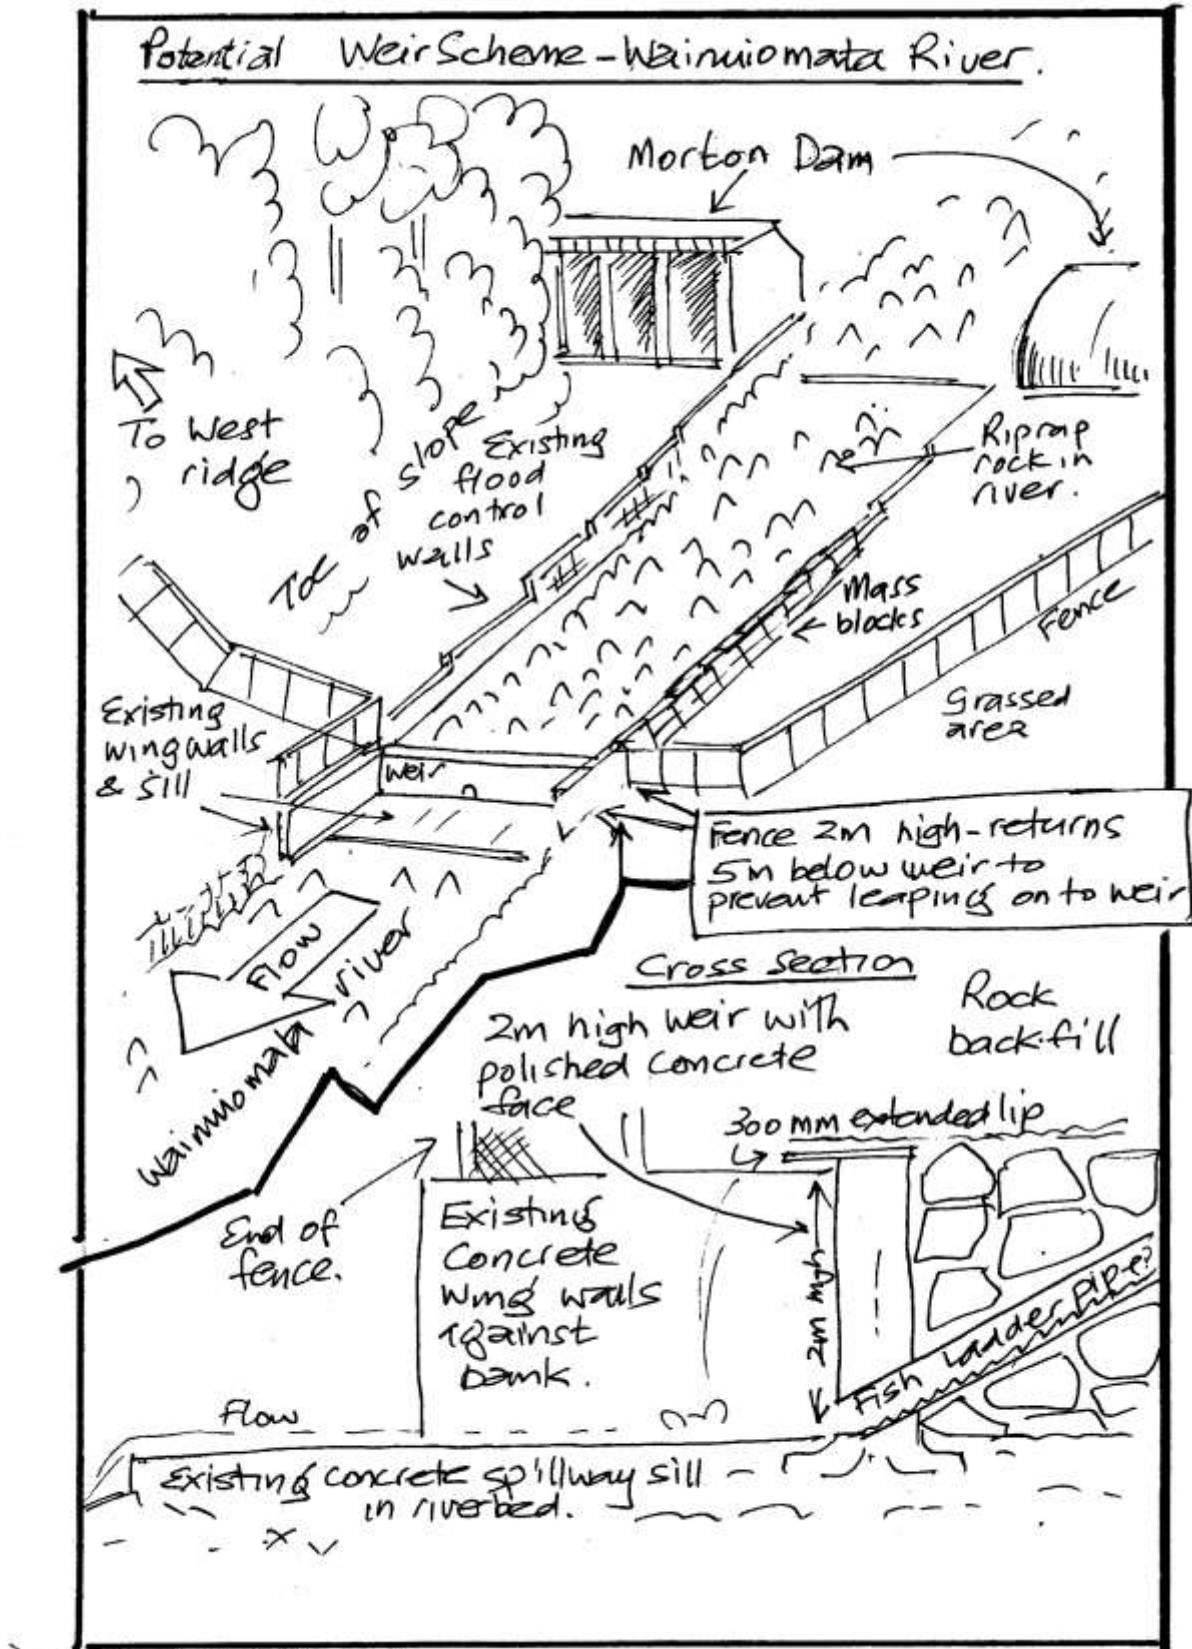 Potential Weir Scheme - Wainuiomata River.
Morton Dam
To West
ridge
Toe of slope
Existing
flood
control
walls
Riprap
rock in
river.
Mass
blocks
Fence
Grassed
area
Existing
wingwalls
& sill
weir
Fence 2m high - returns
5m below weir to
prevent leaping on to weir
Flow
Wainuiomata river
Cross Section
2m high weir with
polished concrete
face
Rock
backfill
300mm extended lip
End of
fence.
Existing
Concrete
Wing walls
against
bank.
2m high
Fish Ladder pipe?
Flow
Existing concrete spillway sill
in riverbed.